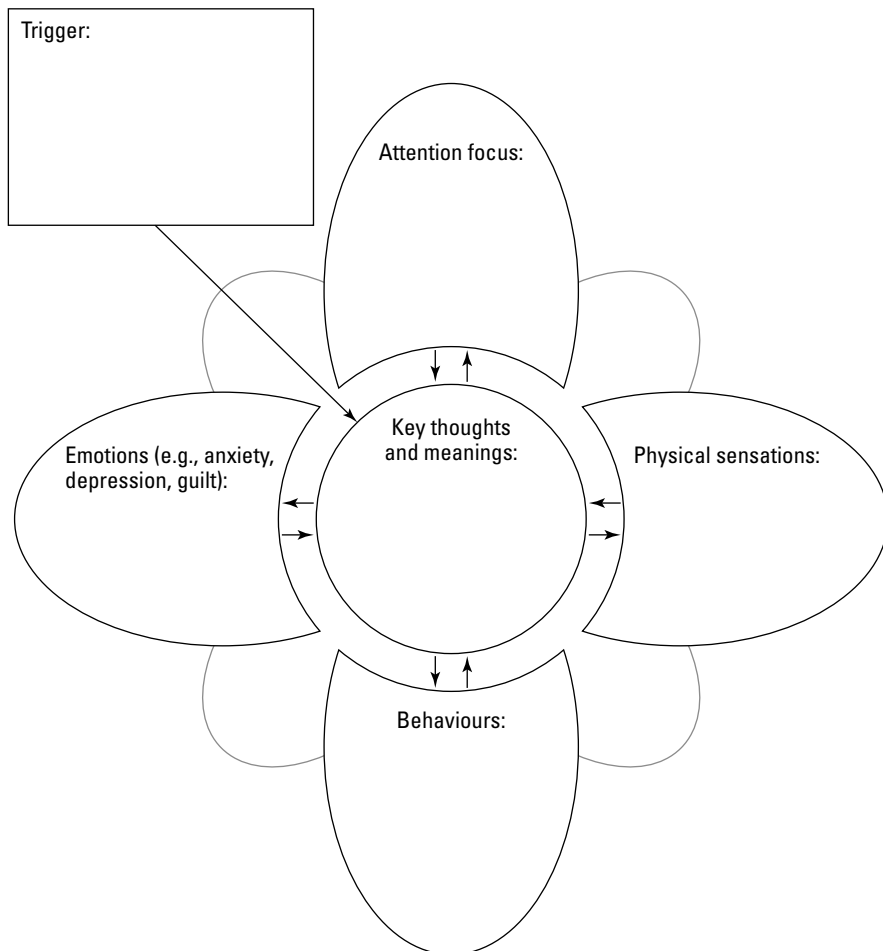 Trigger:
Attention focus:
Key thoughts
and meanings:
Emotions (e.g., anxiety,
depression, guilt):
Physical sensations:
Behaviours: